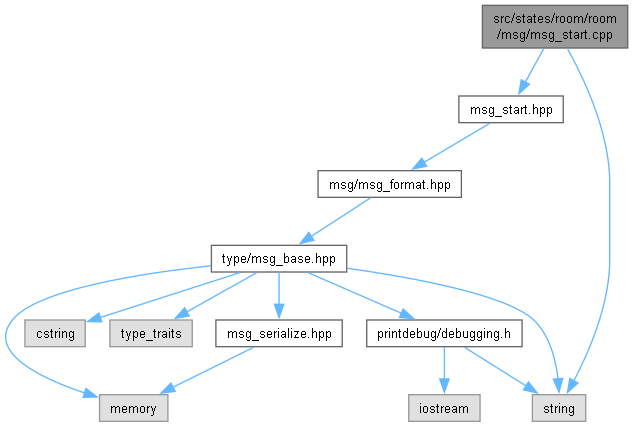 src/states/room/room
/msg/msg_start.cpp
msg_start.hpp
msg/msg_format.hpp
type/msg_base.hpp
cstring
type_traits
msg_serialize.hpp
printdebug/debugging.h
memory
iostream
string